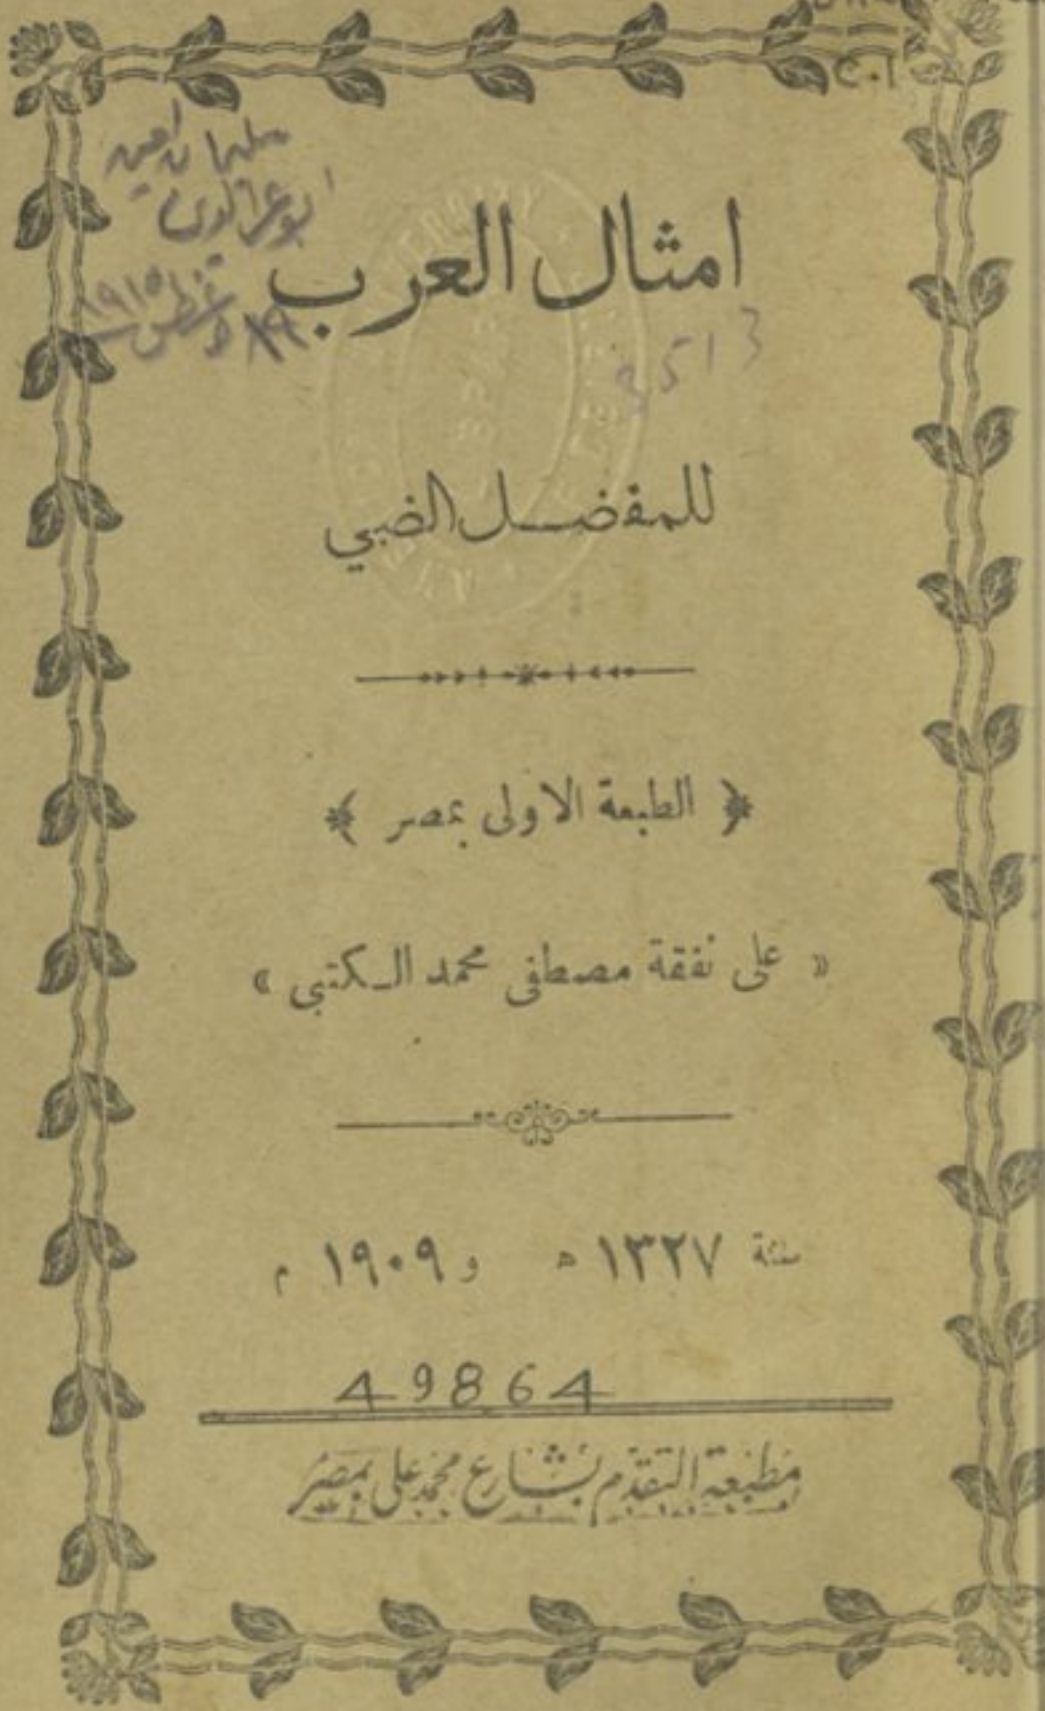 امثال العرب
للمفضل الضبي
الطبعة الاولى بمصر
« على نفقة مصطفى محمد الكتبي »
سنة ١٣٢٧ ه و ١٩٠٩ م
49864
مطبعة التقدم بشارع محمد علي بمصر